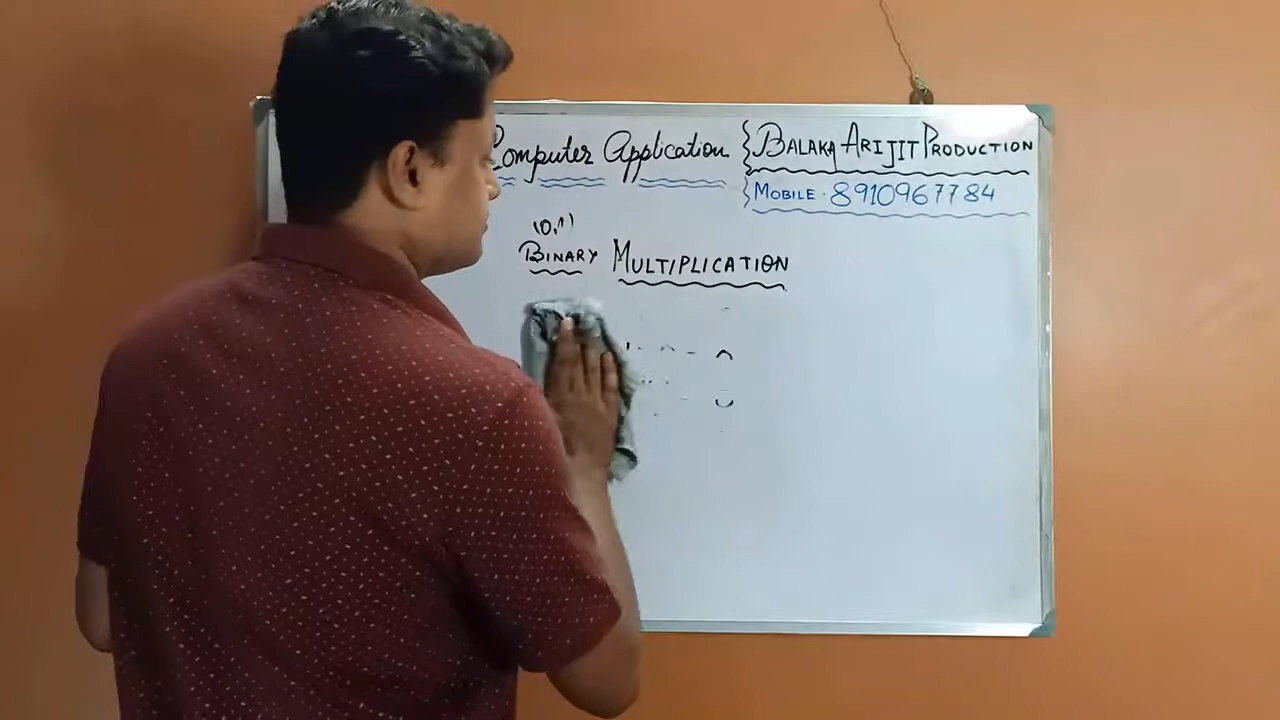 Computer Application
BALAKA ARIJIT PRODUCTION
MOBILE - 8910967784
(0,1)
BINARY MULTIPLICATION